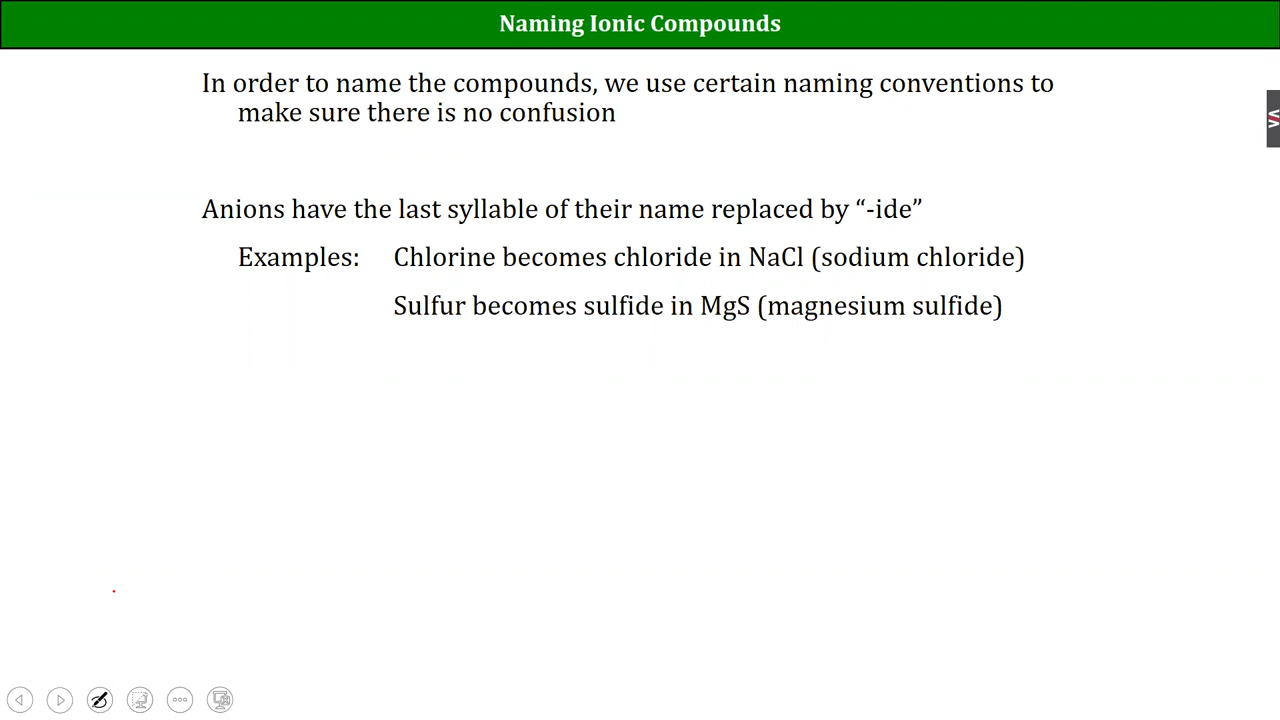 Naming Ionic Compounds
In order to name the compounds, we use certain naming conventions to
make sure there is no confusion
Anions have the last syllable of their name replaced by “-ide”
Examples: Chlorine becomes chloride in NaCl (sodium chloride)
Sulfur becomes sulfide in MgS (magnesium sulfide)